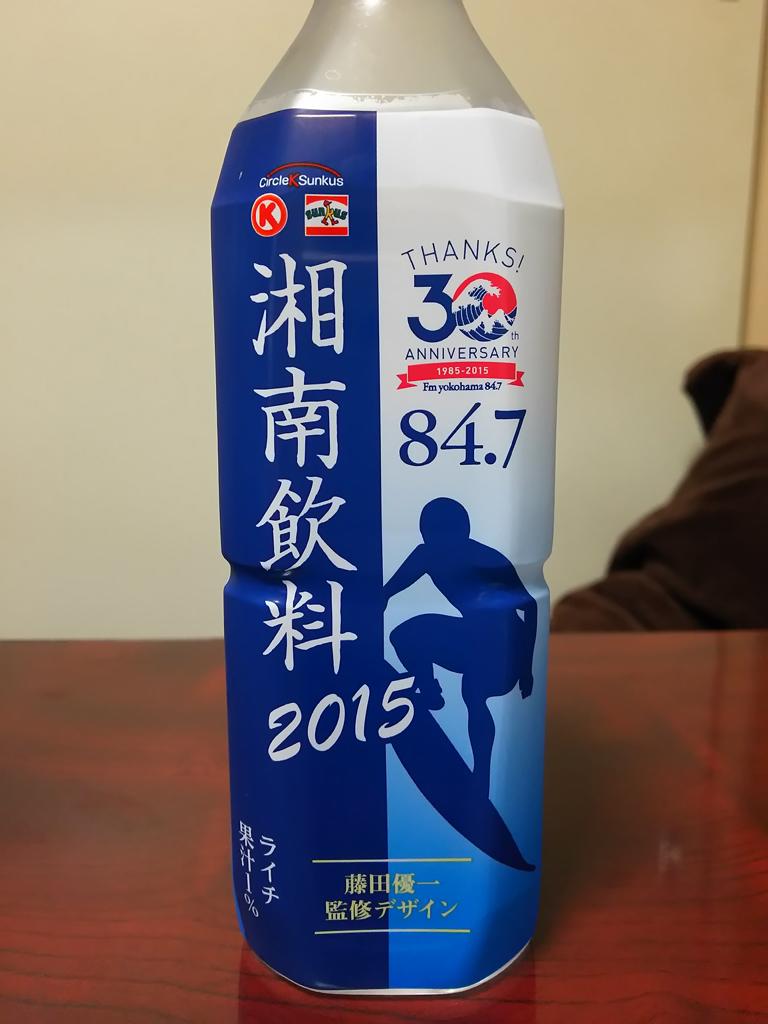 CircleKSunkus
K
sunkus
湘南飲料
2015
ライチ
果汁1%
THANKS!
30th
ANNIVERSARY
1985-2015
Fm yokohama 84.7
84.7
藤田優一
監修デザイン